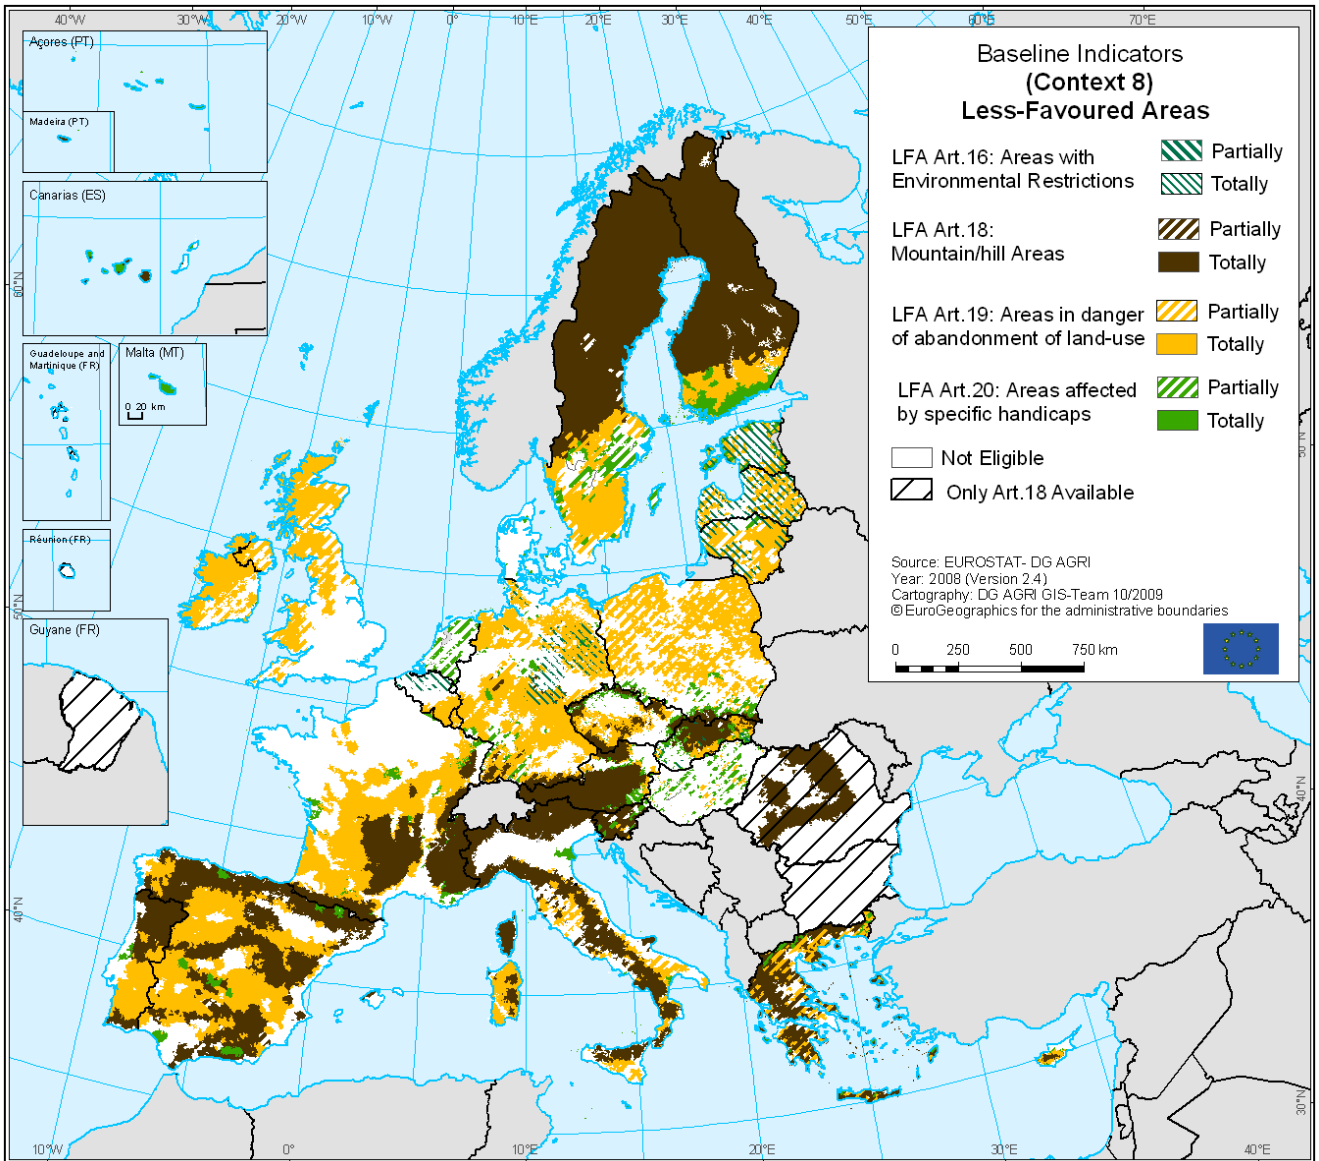 40°W 30°W 20°W 10°W 0° 10°E 20°E 30°E 40°E 50°E 60°E 70°E
Açores (PT)
Madeira (PT)
Canarias (ES)
Guadeloupe and
Martinique (FR)
Malta (MT)
0 20 km
Réunion (FR)
Guyane (FR)
Baseline Indicators
(Context 8)
Less-Favoured Areas
LFA Art.16: Areas with
Environmental Restrictions
Partially
Totally
LFA Art.18:
Mountain/hill Areas
Partially
Totally
LFA Art.19: Areas in danger
of abandonment of land-use
Partially
Totally
LFA Art.20: Areas affected
by specific handicaps
Partially
Totally
Not Eligible
Only Art.18 Available
Source: EUROSTAT- DG AGRI
Year: 2008 (Version 2.4)
Cartography: DG AGRI GIS-Team 10/2009
© EuroGeographics for the administrative boundaries
0 250 500 750 km
60°N
50°N
40°N
40°N
30°N
10°W 0° 10°E 20°E 30°E 40°E